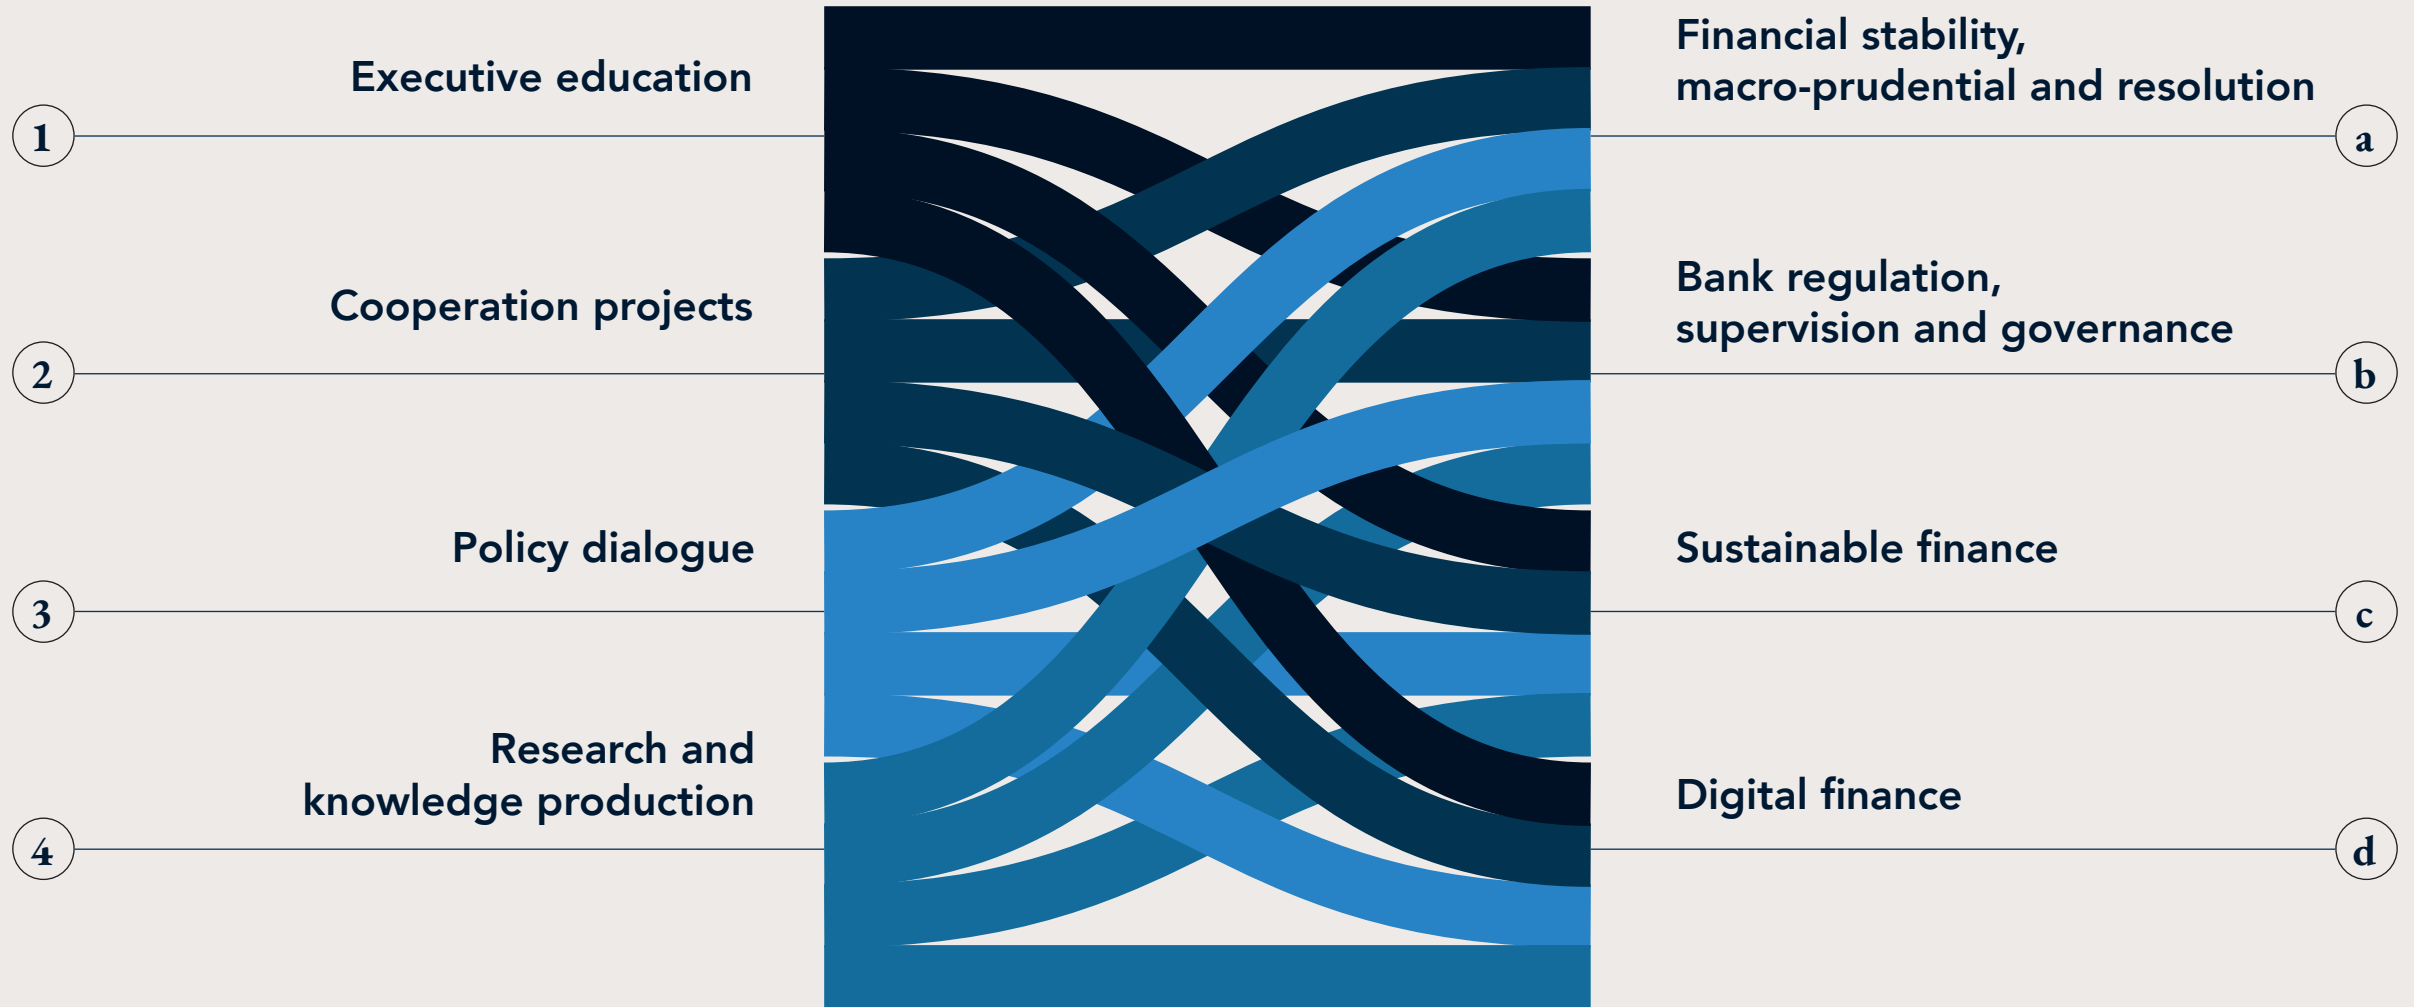 Executive education
1
Cooperation projects
2
Policy dialogue
3
Research and
knowledge production
4
Financial stability,
macro-prudential and resolution
a
Bank regulation,
supervision and governance
b
Sustainable finance
c
Digital finance
d